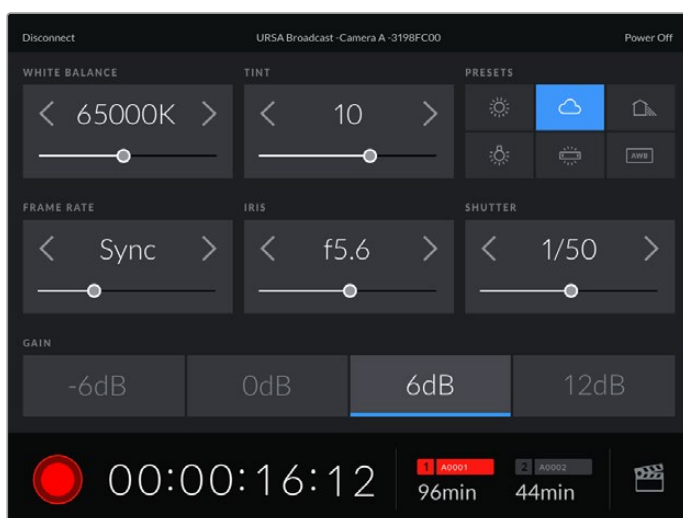 Disconnect URSA Broadcast -Camera A -3198FC00 Power Off
WHITE BALANCE TINT PRESETS
65000K 10
AWB
FRAME RATE IRIS SHUTTER
Sync f5.6 1/50
GAIN
-6dB 0dB 6dB 12dB
00:00:16:12
1 A0001 2 A0002
96min 44min